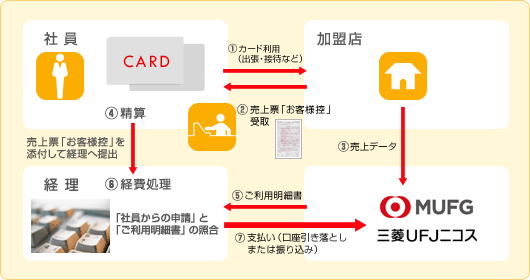 社員
CARD
①カード利用
（出張・接待など）
加盟店
②売上票「お客様控」
受取
④精算
売上票「お客様控」を
添付して経理へ提出
③売上データ
経理
⑥経費処理
「社員からの申請」と
「ご利用明細書」の照合
⑤ご利用明細書
⑦支払い（口座引き落とし
または振り込み）
MUFG
三菱UFJニコス